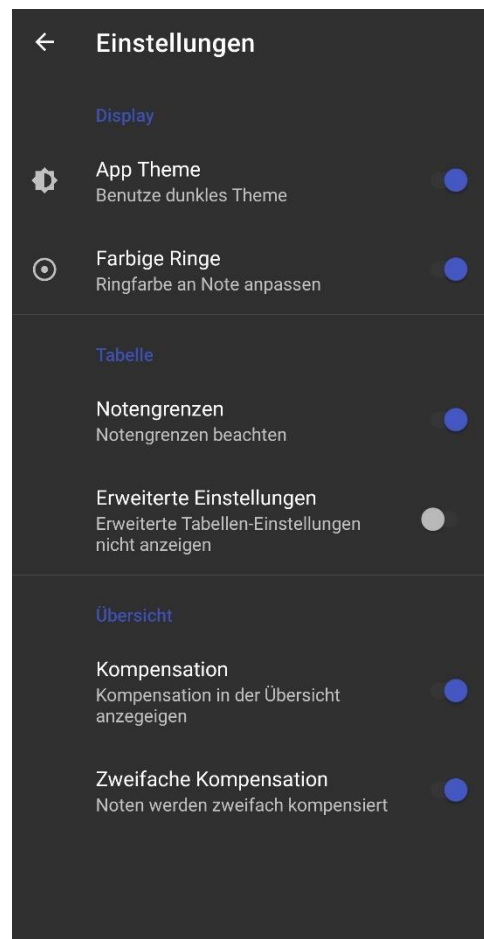 Einstellungen
Display
App Theme
Benutze dunkles Theme
Farbige Ringe
Ringfarbe an Note anpassen
Tabelle
Notengrenzen
Notengrenzen beachten
Erweiterte Einstellungen
Erweiterte Tabellen-Einstellungen
nicht anzeigen
Übersicht
Kompensation
Kompensation in der Übersicht
anzegeigen
Zweifache Kompensation
Noten werden zweifach kompensiert